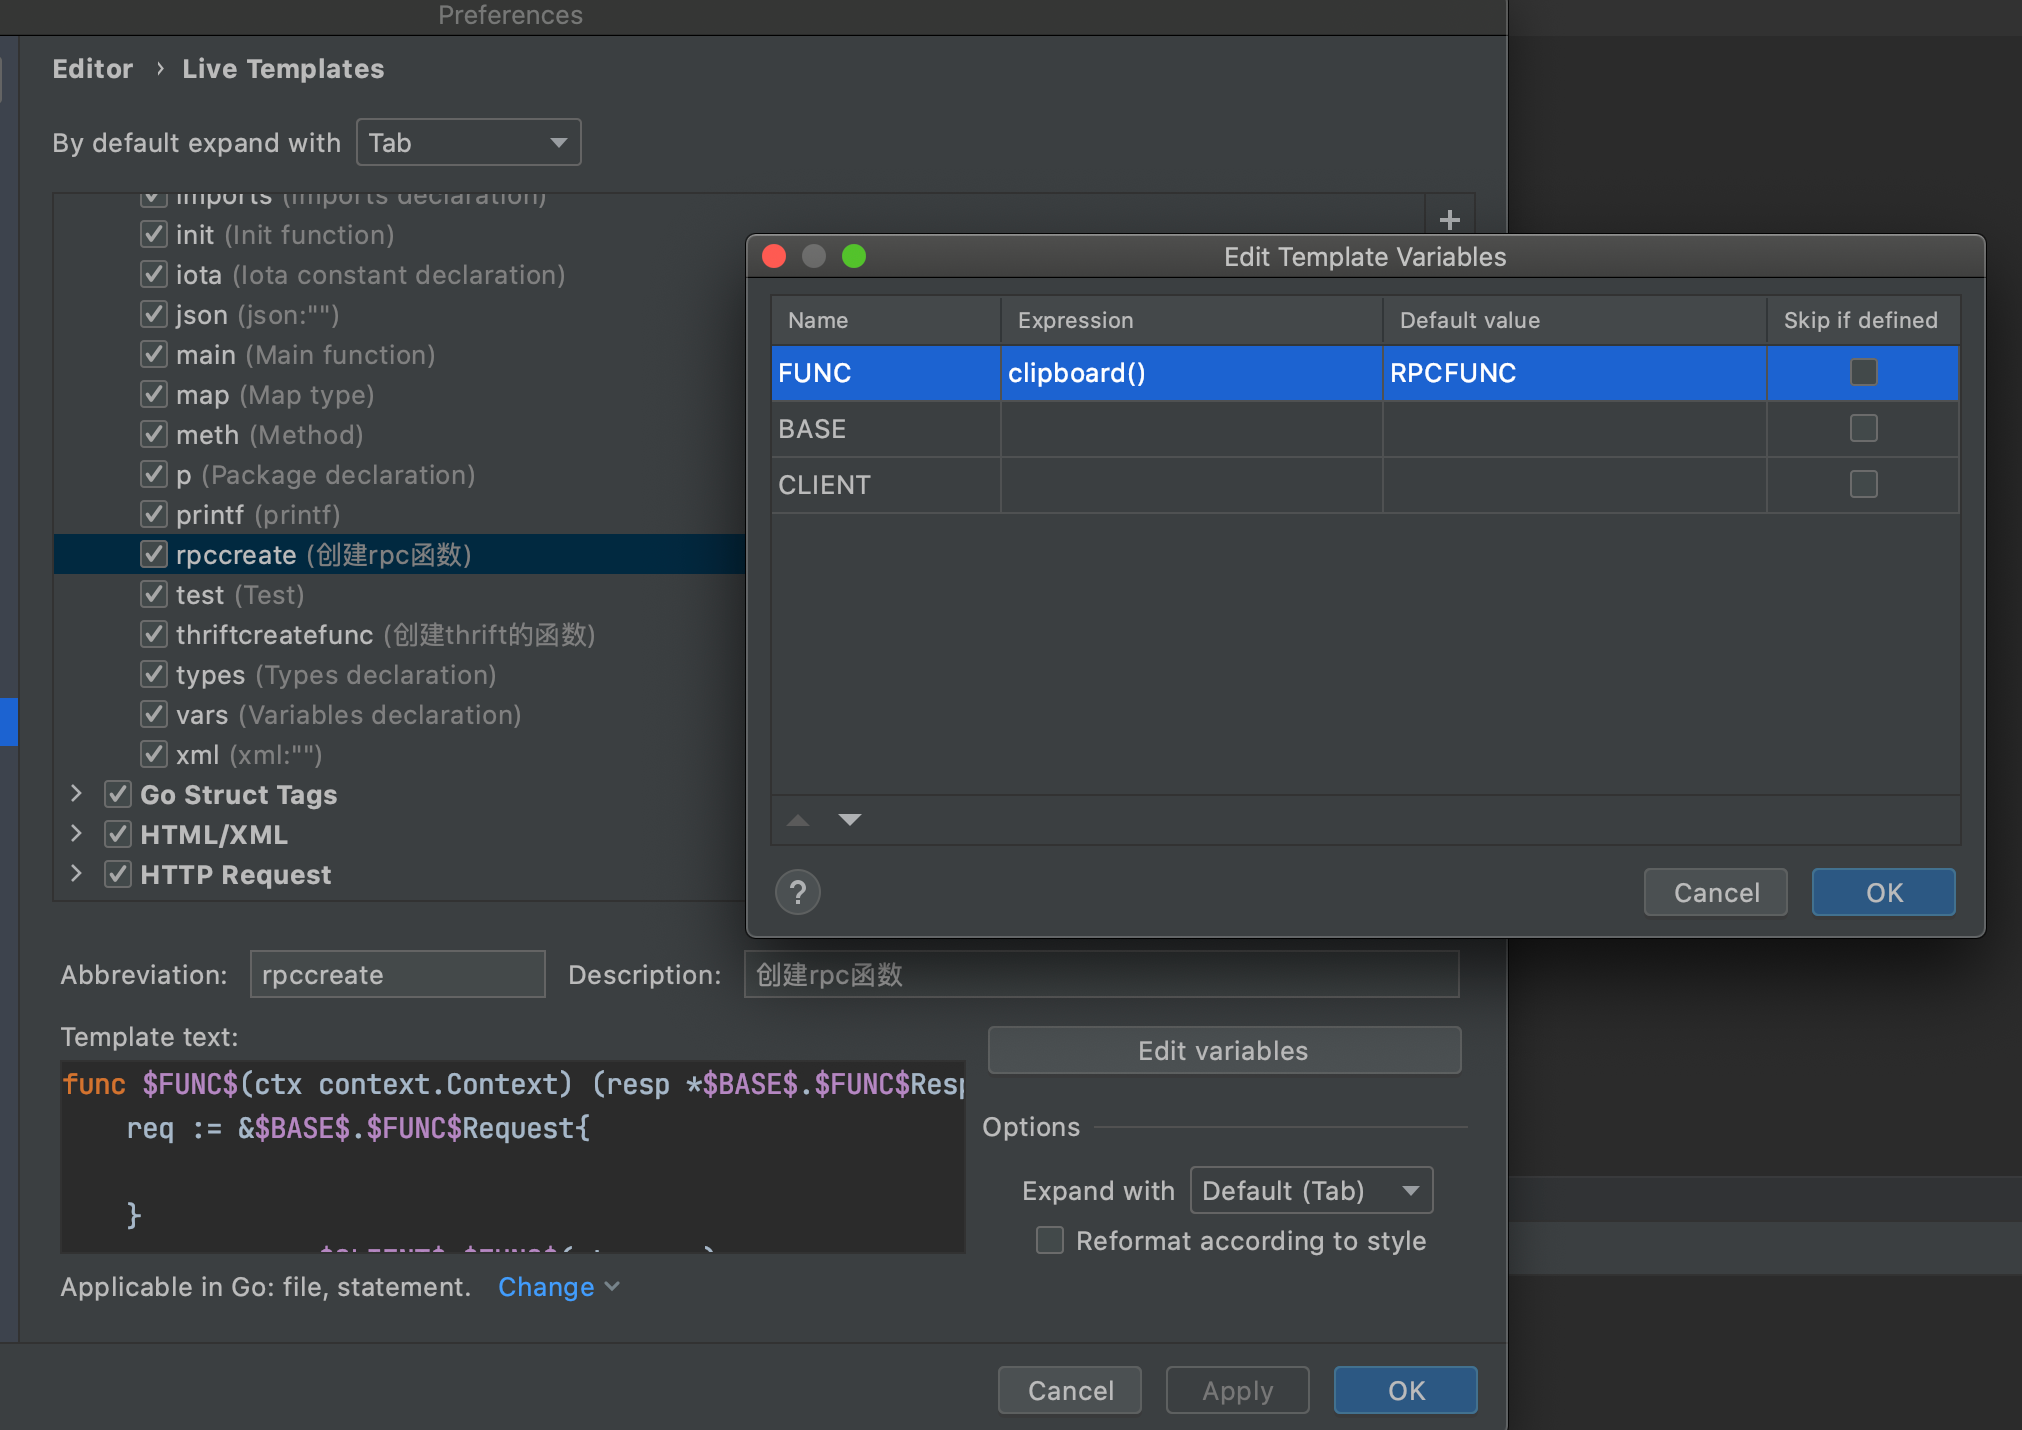 Preferences
Editor › Live Templates
By default expand with Tab
imports (Imports declaration)
init (Init function)
iota (Iota constant declaration)
json (json:"")
main (Main function)
map (Map type)
meth (Method)
p (Package declaration)
printf (printf)
rpccreate (创建rpc函数)
test (Test)
thriftcreatefunc (创建thrift的函数)
types (Types declaration)
vars (Variables declaration)
xml (xml:"")
Go Struct Tags
HTML/XML
HTTP Request
Edit Template Variables
Name Expression Default value Skip if defined
FUNC clipboard() RPCFUNC
BASE
CLIENT
?
Cancel OK
Abbreviation: rpccreate Description: 创建rpc函数
Template text:
Edit variables
func $FUNC$(ctx context.Context) (resp *$BASE$.$FUNC$Resp
req := &$BASE$.$FUNC$Request{
}
Options
Expand with Default (Tab)
Reformat according to style
Applicable in Go: file, statement. Change
Cancel Apply OK